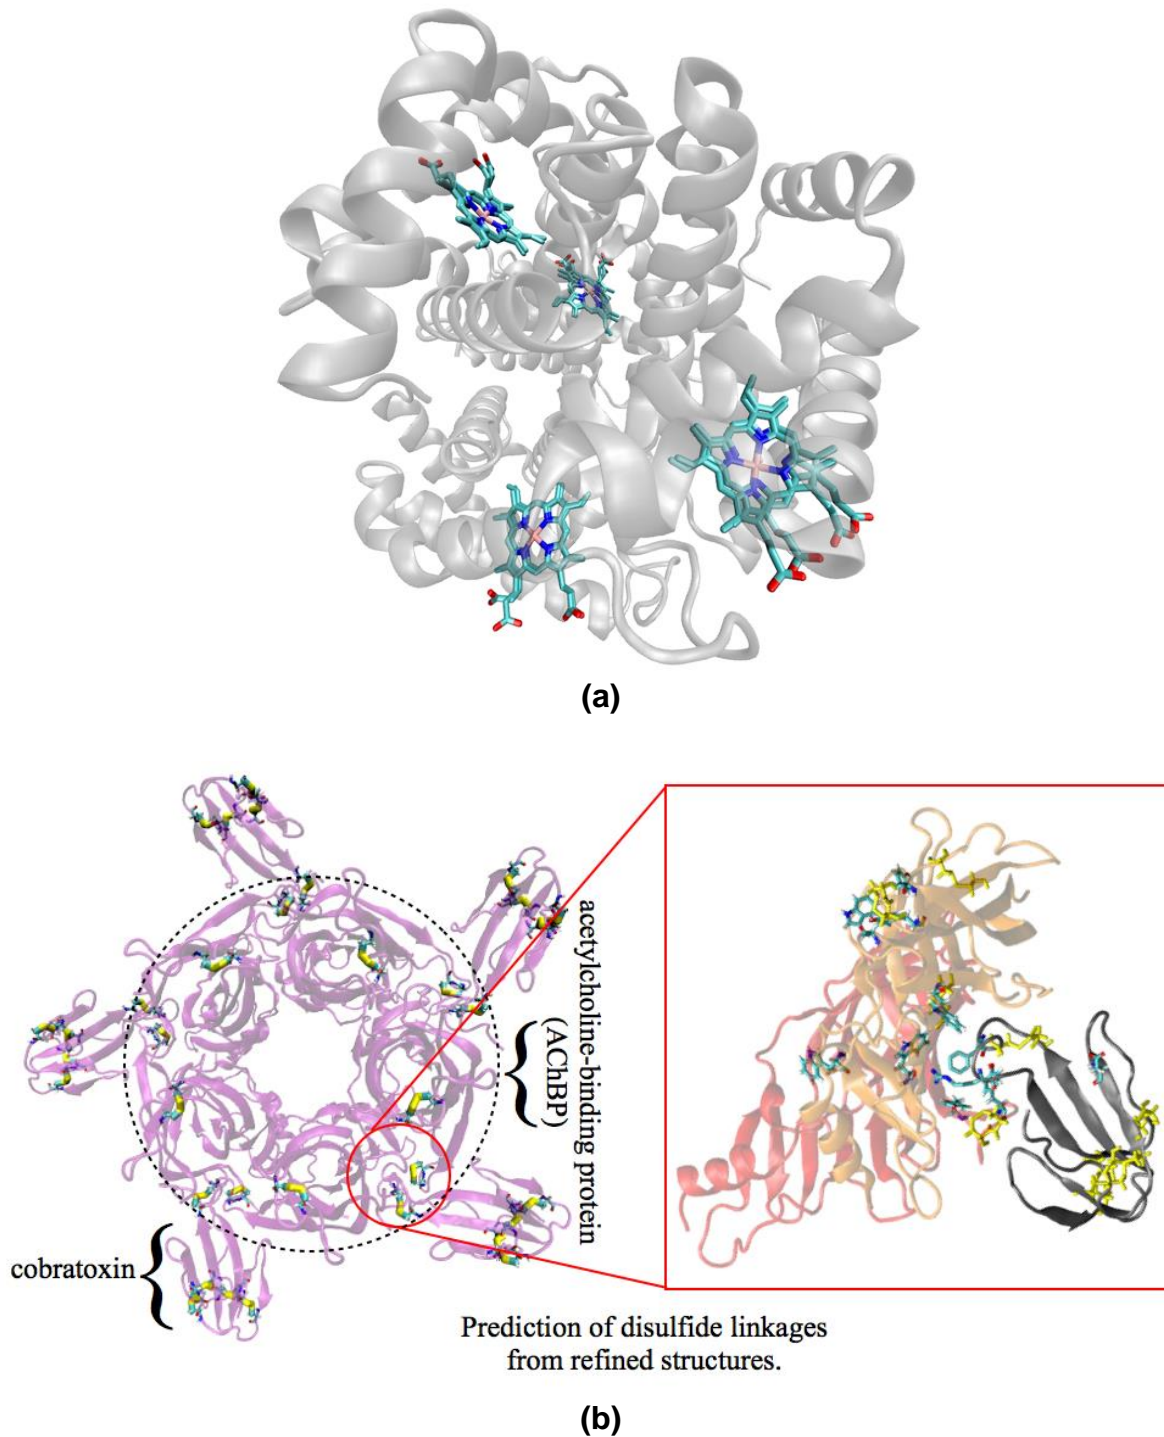 (a)
acetylcholine-binding protein
(AChBP)
cobratoxin
Prediction of disulfide linkages
from refined structures.
(b)